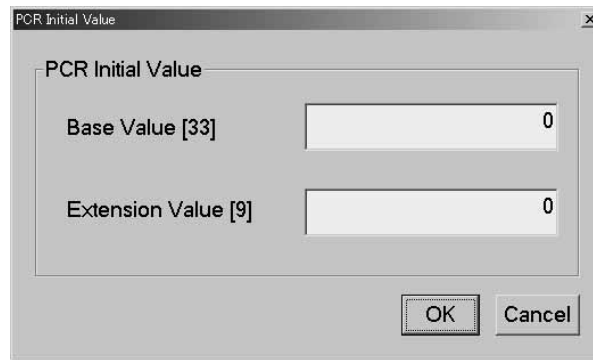 PCR Initial Value
PCR Initial Value
Base Value [33]
0
Extension Value [9]
0
OK
Cancel